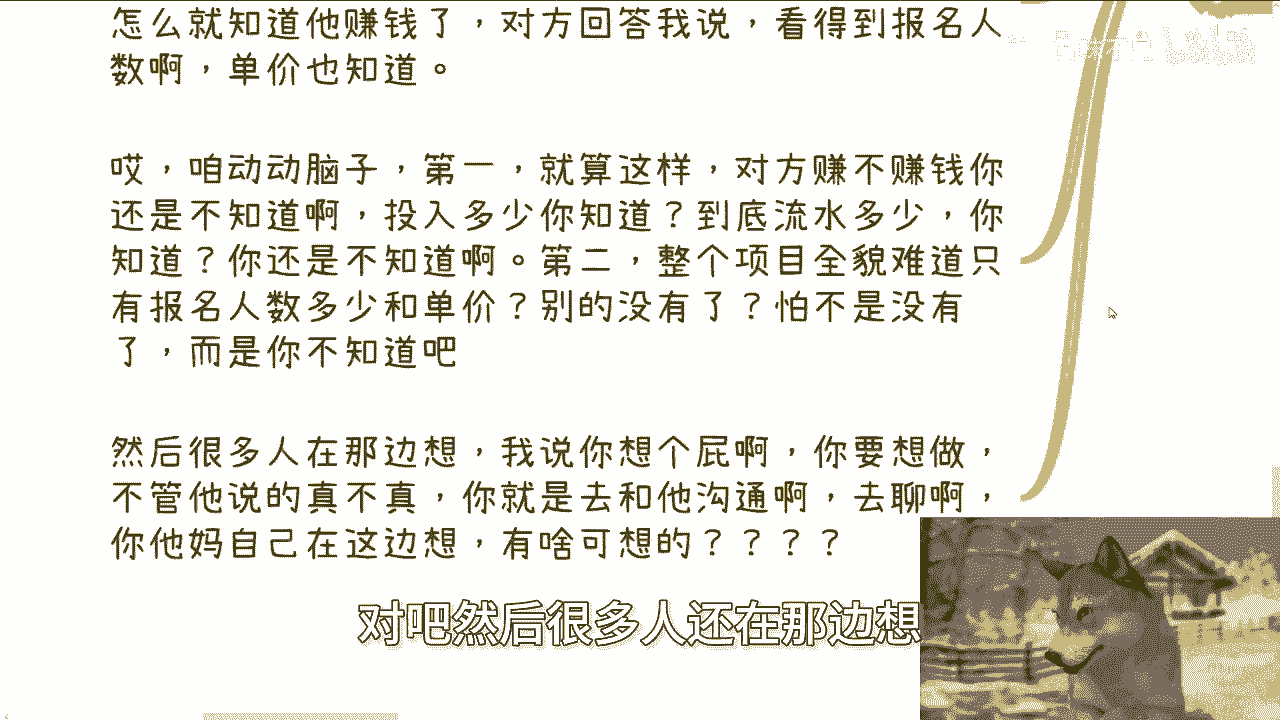 怎么就知道他赚钱了，对方回答我说，看得到报名人
数啊，单价也知道。
哎，咱动动脑子，第一，就算这样，对方赚不赚钱你
还是不知道啊，投入多少你知道？到底流水多少，你
知道？你还是不知道啊。第二，整个项目全貌难道只
有报名人数多少和单价？别的没有了？怕不是没有
了，而是你不知道吧
然后很多人在那边想，我说你想个屁啊，你要想做，
不管他说的真不真，你就是去和他沟通啊，去聊啊，
你他妈自己在这边想，有啥可想的？？？？
对吧然后很多人还在那边想